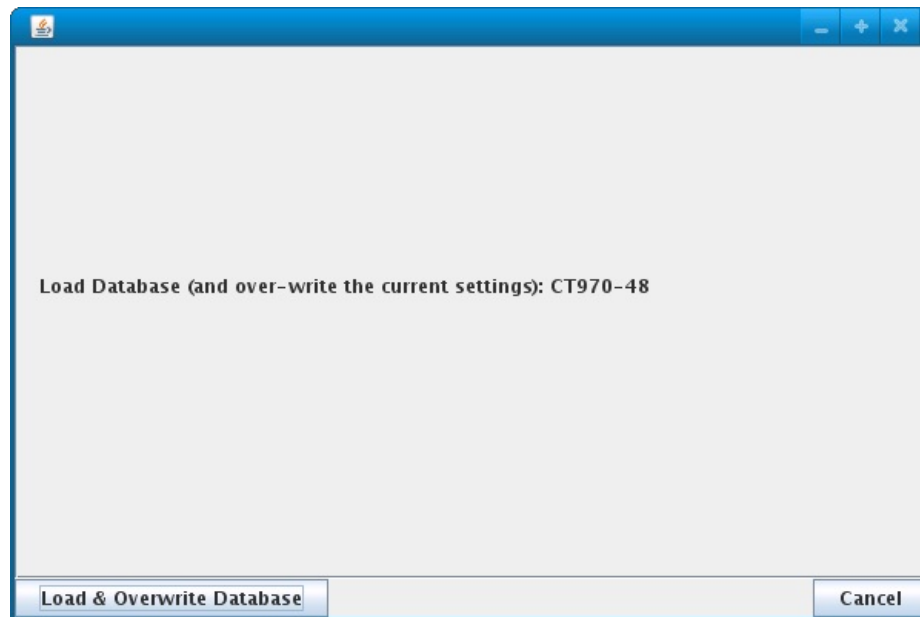 Load Database (and over-write the current settings): CT970-48
Load & Overwrite Database
Cancel